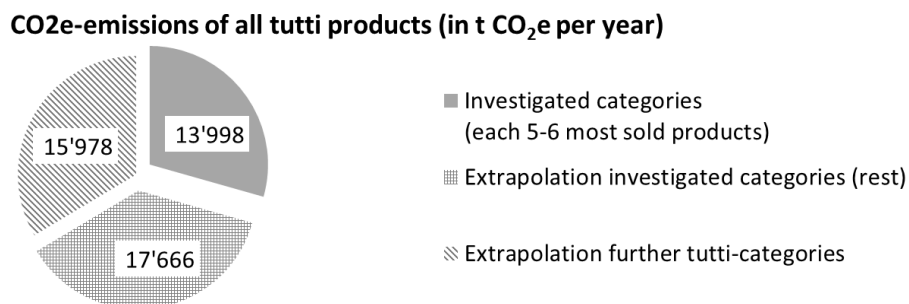 CO2e-emissions of all tutti products (in t CO₂e per year)
13'998
15'978
17'666
Investigated categories
(each 5-6 most sold products)
Extrapolation investigated categories (rest)
Extrapolation further tutti-categories